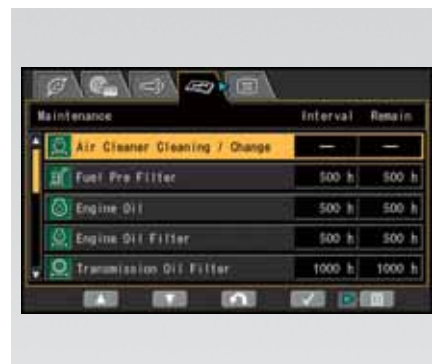 Maintenance Interval Remain
Air Cleaner Cleaning / Change — —
Fuel Pre Filter 500 h 500 h
Engine Oil 500 h 500 h
Engine Oil Filter 500 h 500 h
Transmission Oil Filter 1000 h 1000 h